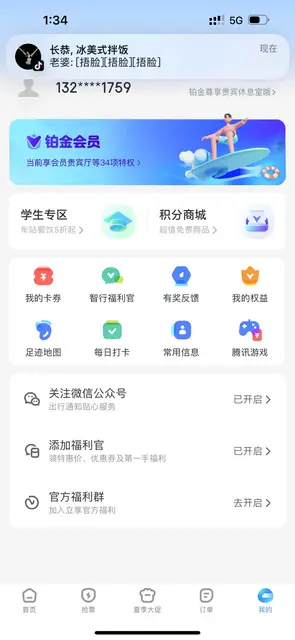 1:34
5G
长恭, 冰美式拌饭
现在
老婆: [捂脸][捂脸][捂脸]
132****1759
铂金尊享贵宾休息室哦>
铂金会员
当前享会员贵宾厅等34项特权>
学生专区
车站餐饮5折起>
积分商城
超值免费商品>
我的卡券
智行福利官
有奖反馈
我的权益
足迹地图
每日打卡
常用信息
腾讯游戏
关注微信公众号
出行通知贴心服务
已开启>
添加福利官
领特惠价、优惠券及第一手福利
已开启>
官方福利群
加入立享官方福利
去开启>
首页
抢票
夏季大促
订单
我的